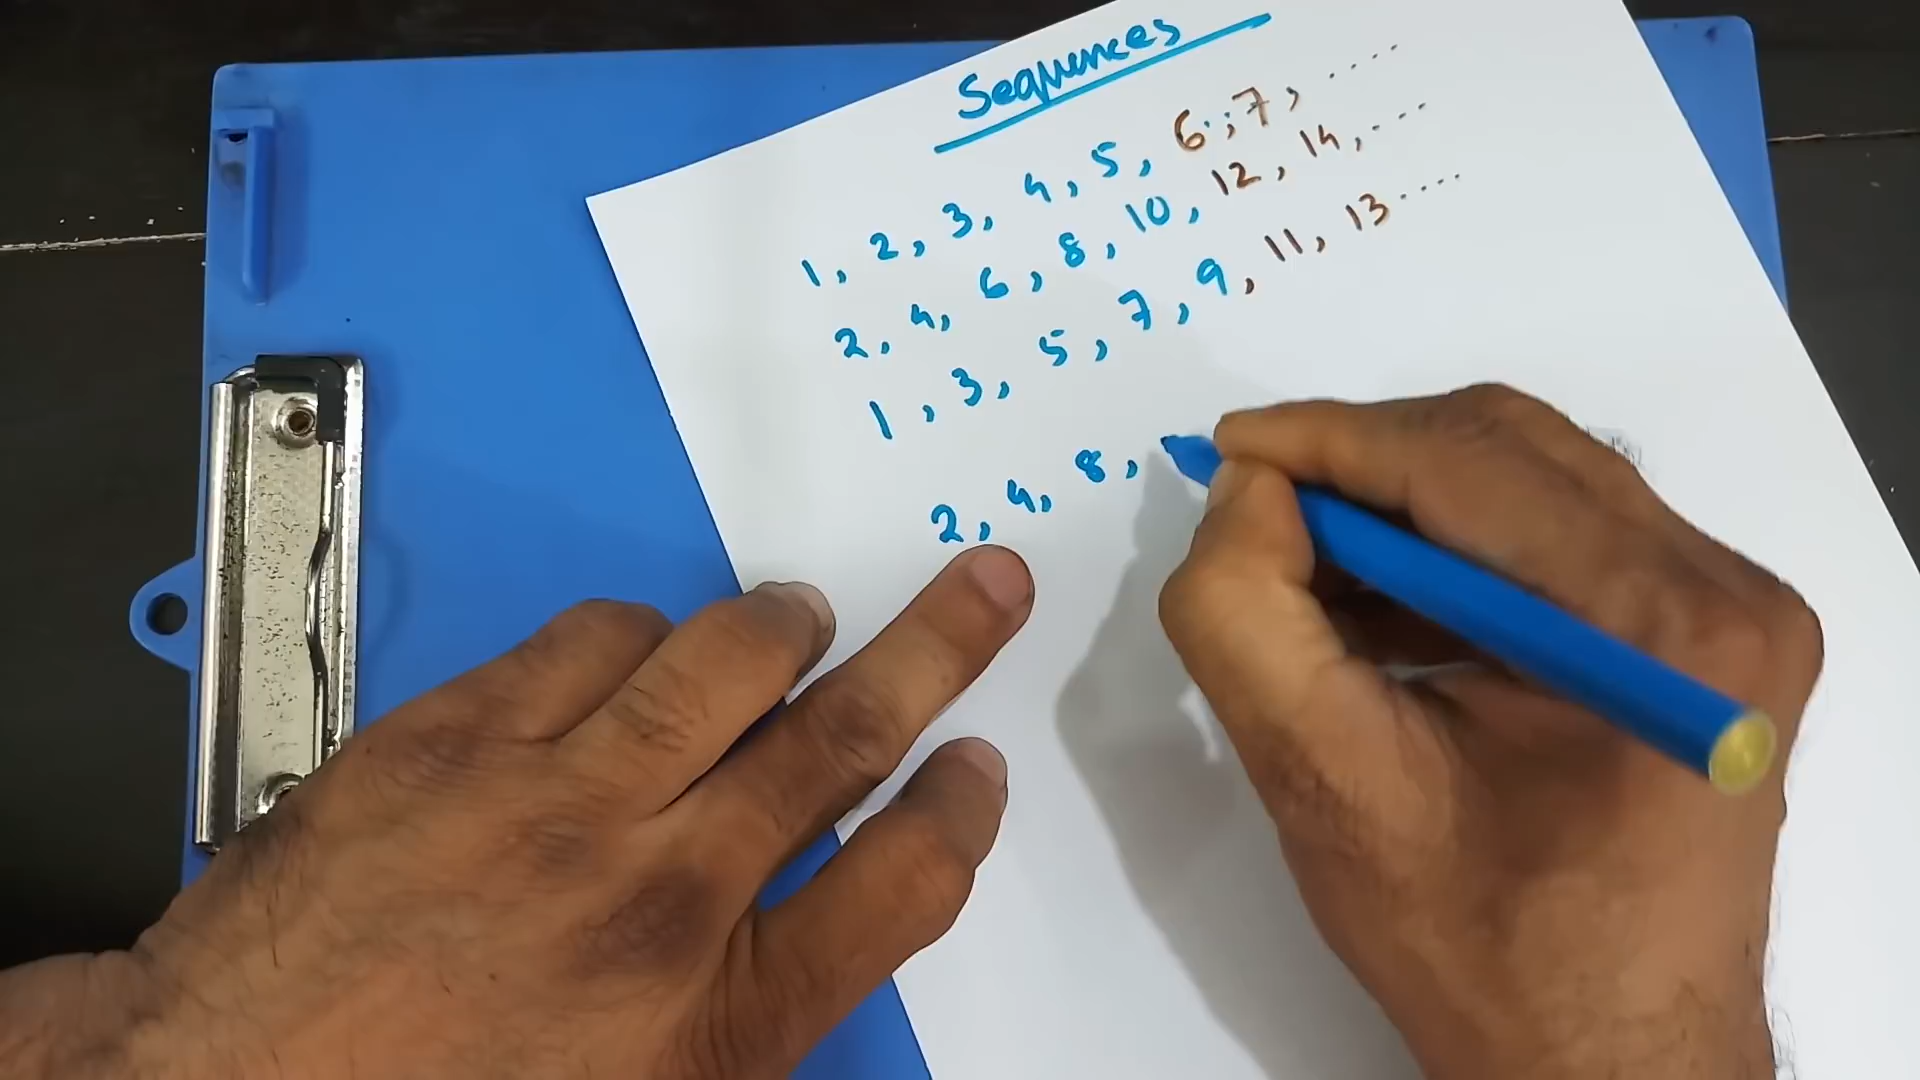 Sequences
1, 2, 3, 4, 5, 6, 7, .....
2, 4, 6, 8, 10, 12, 14, ....
1, 3, 5, 7, 9, 11, 13 .....
2, 4, 8,